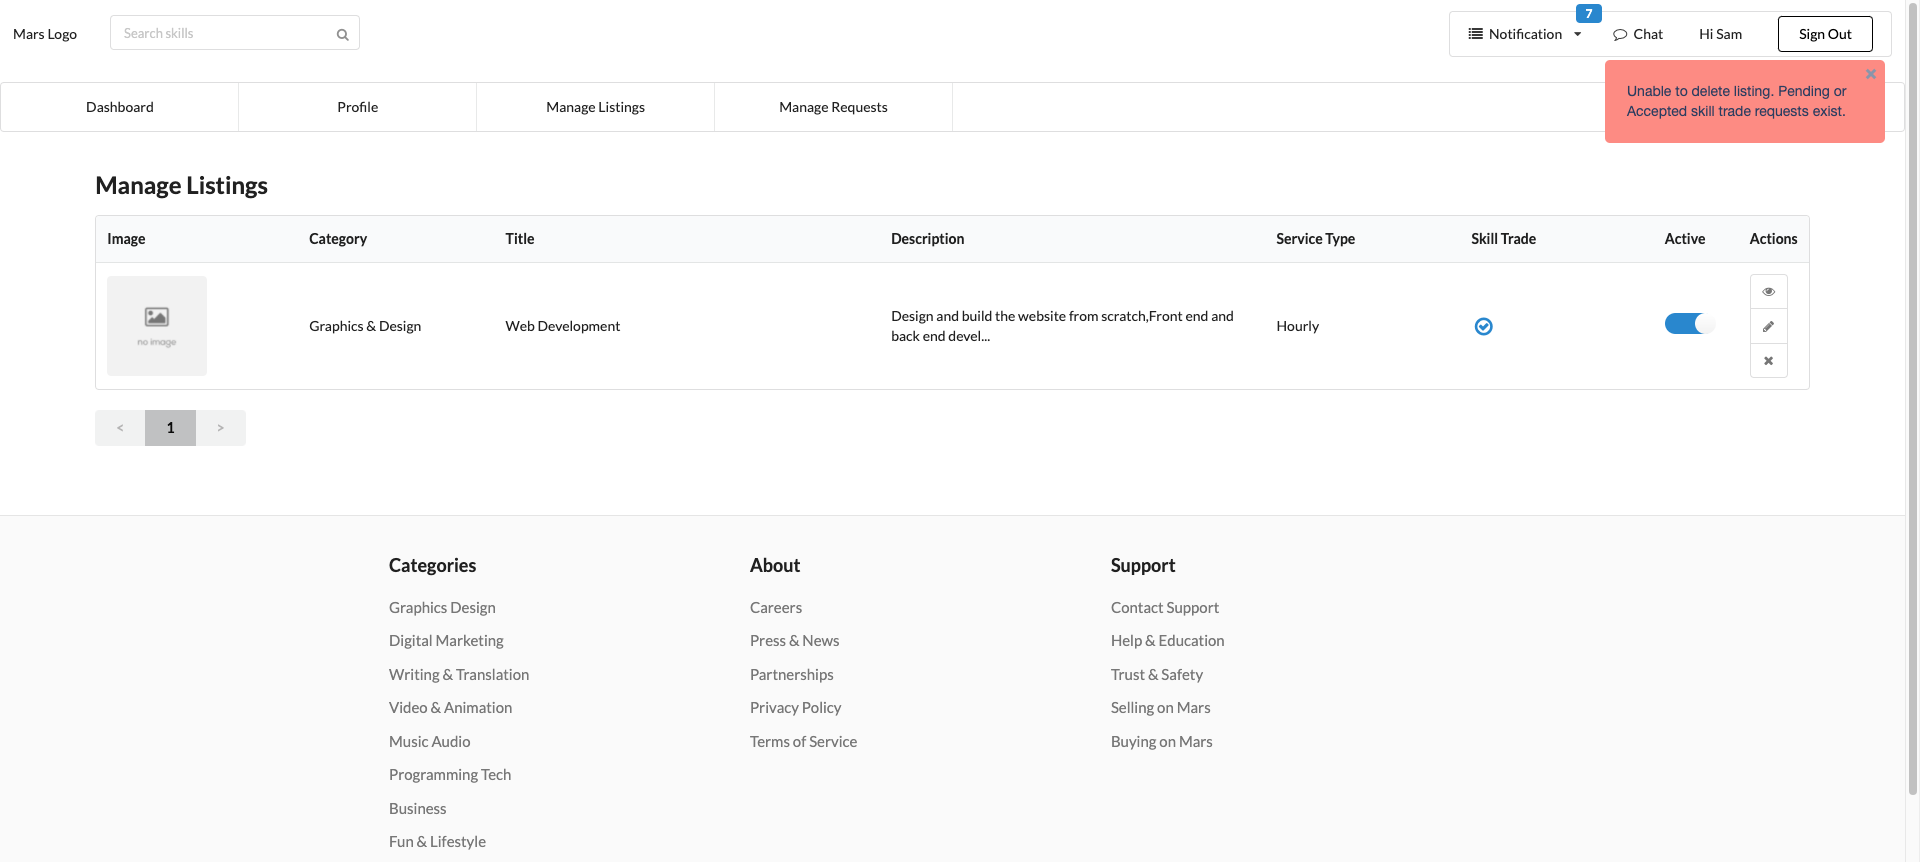 Mars Logo
Search skills
Notification
7
Chat
Hi Sam
Sign Out
Unable to delete listing. Pending or
Accepted skill trade requests exist.
Dashboard
Profile
Manage Listings
Manage Requests
Manage Listings
Image
Category
Title
Description
Service Type
Skill Trade
Active
Actions
no image
Graphics & Design
Web Development
Design and build the website from scratch,Front end and
back end devel...
Hourly
<
1
>
Categories
Graphics Design
Digital Marketing
Writing & Translation
Video & Animation
Music Audio
Programming Tech
Business
Fun & Lifestyle
About
Careers
Press & News
Partnerships
Privacy Policy
Terms of Service
Support
Contact Support
Help & Education
Trust & Safety
Selling on Mars
Buying on Mars